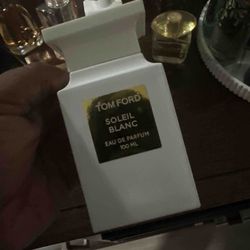 TOM FORD
SOLEIL
BLANC
EAU DE PARFUM
100 ML